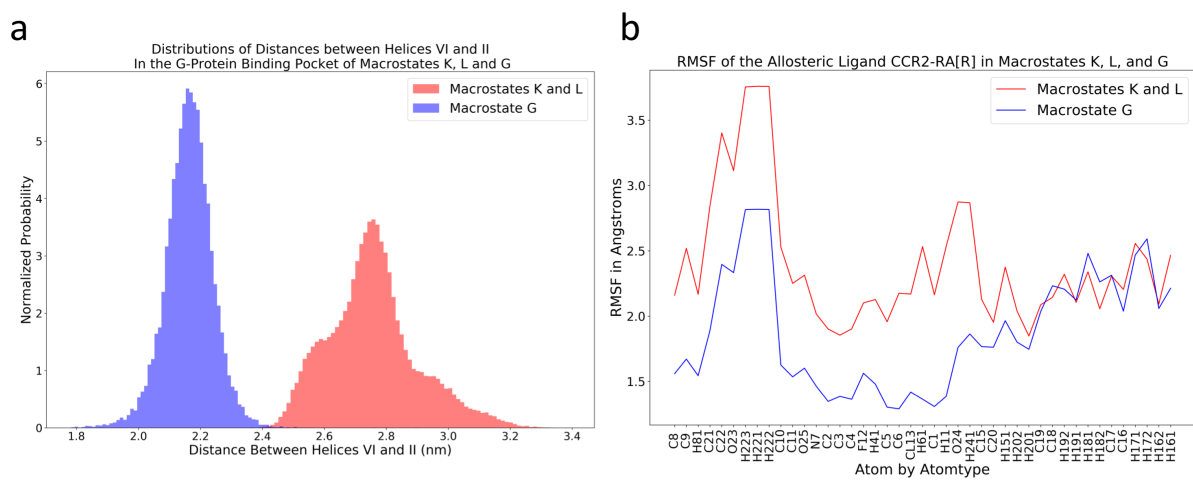 a
Distributions of Distances between Helices VI and II
In the G-Protein Binding Pocket of Macrostates K, L and G
Macrostates K and L
Macrostate G
Normalized Probability
6
5
4
3
2
1
0
1.8 2.0 2.2 2.4 2.6 2.8 3.0 3.2 3.4
Distance Between Helices VI and II (nm)
b
RMSF of the Allosteric Ligand CCR2-RA[R] in Macrostates K, L, and G
Macrostates K and L
Macrostate G
RMSF in Angstroms
3.5
3.0
2.5
2.0
1.5
C8 C9 H81 C21 C22 O23 H223 H221 H222 C10 C11 O25 N7 C2 C3 C4 F12 H41 C5 C6 CL13 H61 C1 H11 O24 H241 C15 C20 H151 H202 H201 C19 C18 H192 H191 H181 H182 C17 C16 H171 H172 H162 H161
Atom by Atomtype